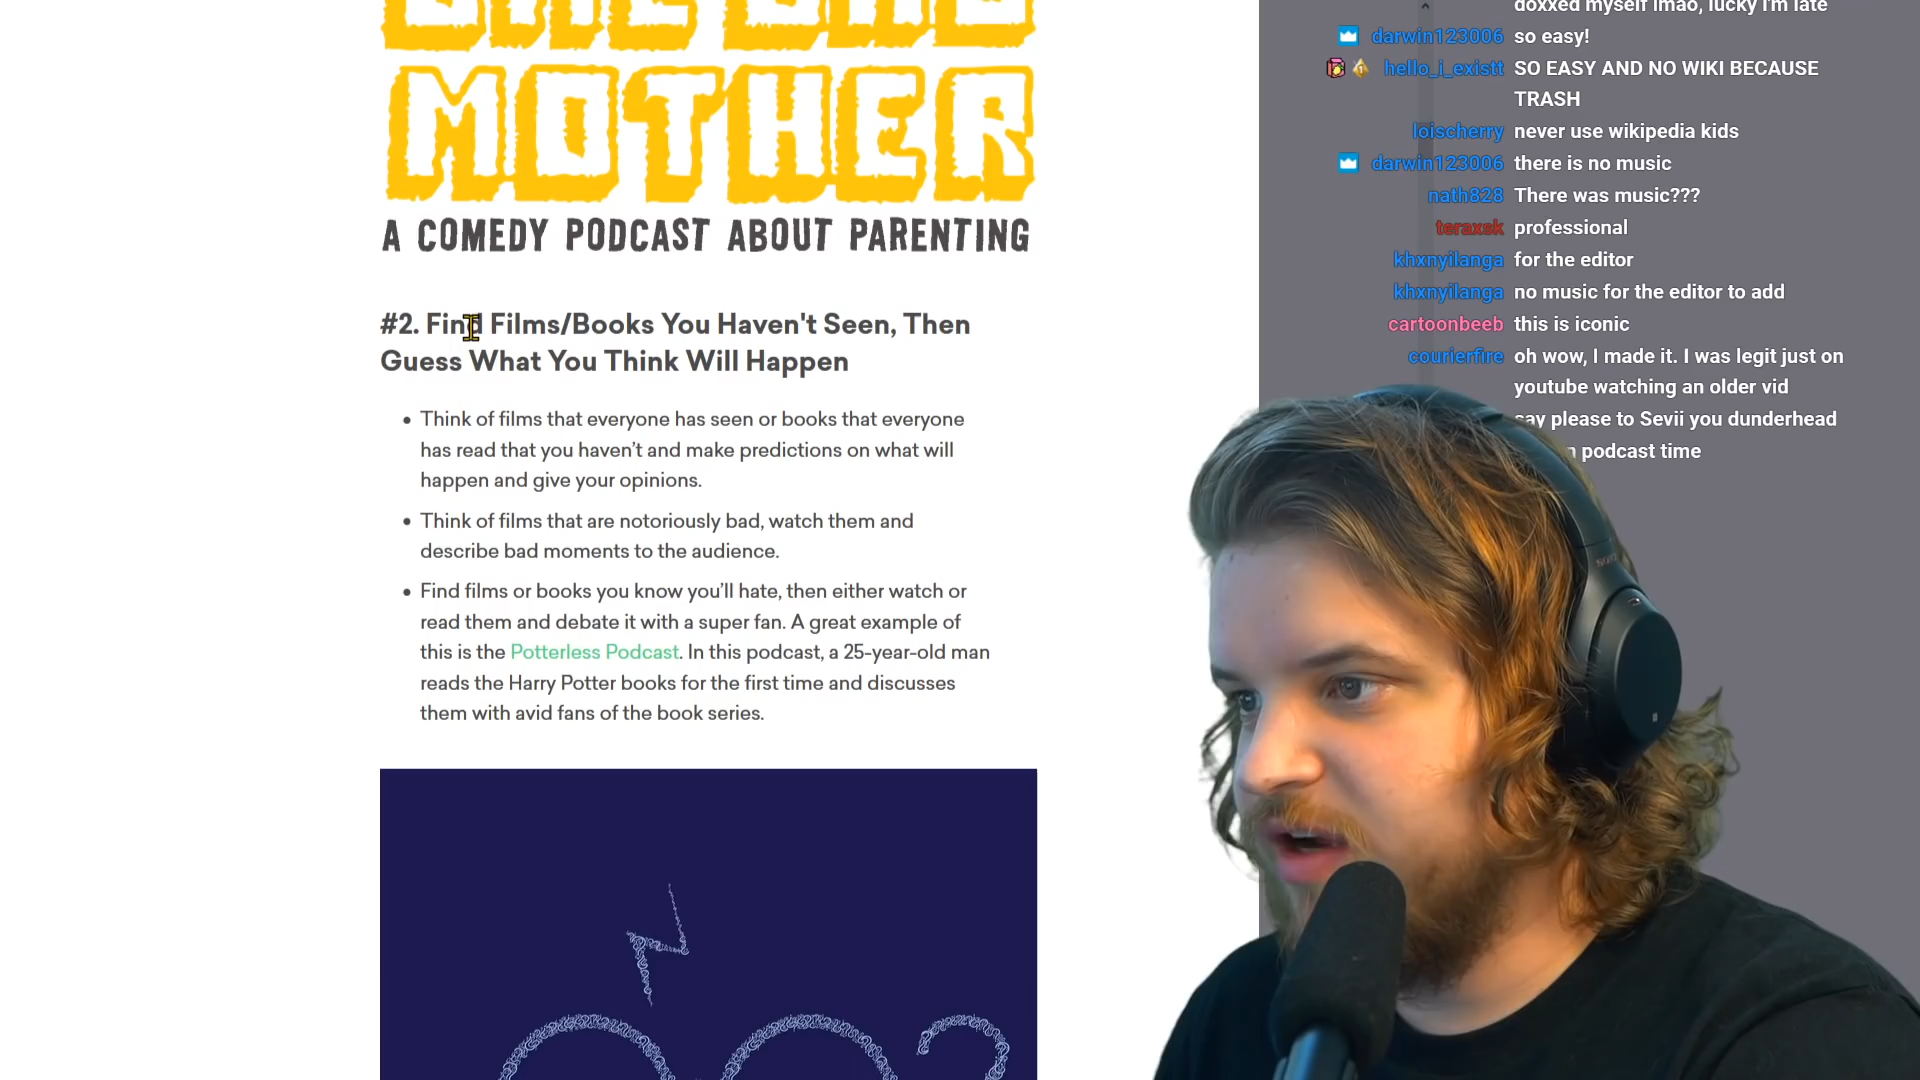 MOTHER
A COMEDY PODCAST ABOUT PARENTING
#2. Find Films/Books You Haven't Seen, Then
Guess What You Think Will Happen
• Think of films that everyone has seen or books that everyone
has read that you haven't and make predictions on what will
happen and give your opinions.
• Think of films that are notoriously bad, watch them and
describe bad moments to the audience.
• Find films or books you know you'll hate, then either watch or
read them and debate it with a super fan. A great example of
this is the Potterless Podcast. In this podcast, a 25-year-old man
reads the Harry Potter books for the first time and discusses
them with avid fans of the book series.
doxxed myself lmao, lucky I'm late
darwin123006 so easy!
hello_i_existt SO EASY AND NO WIKI BECAUSE
TRASH
loischerry never use wikipedia kids
darwin123006 there is no music
nath828 There was music???
teraxsk professional
khxnyilanga for the editor
khxnyilanga no music for the editor to add
cartoonbeeb this is iconic
courierfire oh wow, I made it. I was legit just on
youtube watching an older vid
say please to Sevii you dunderhead
podcast time
SONY